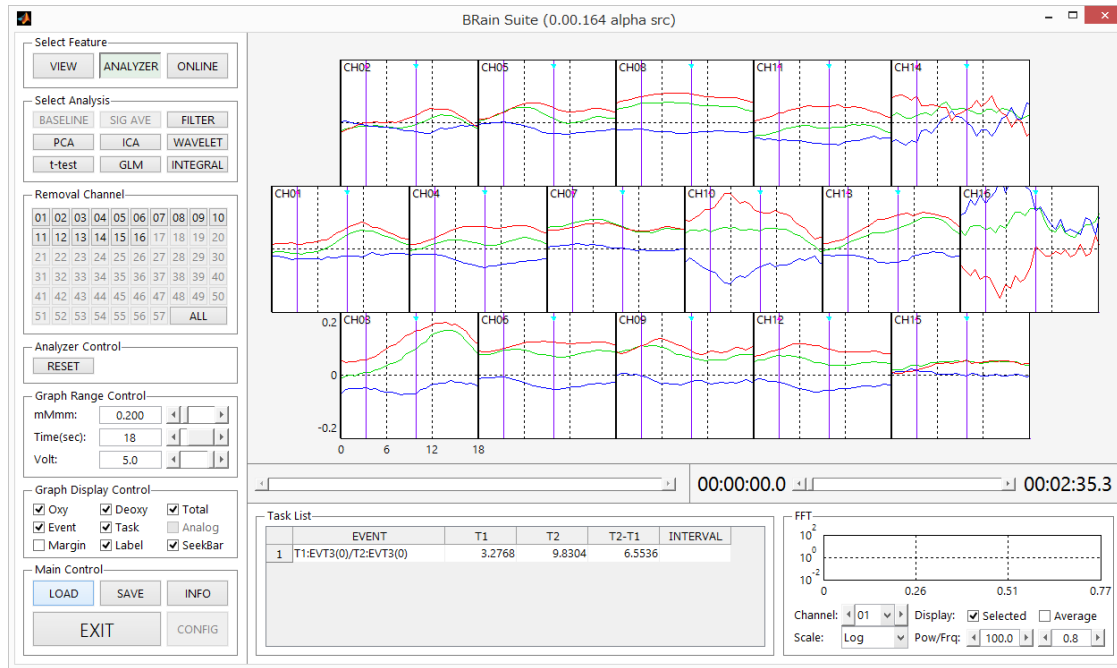 BRain Suite (0.00.164 alpha src)
Select Feature
VIEW ANALYZER ONLINE
Select Analysis
BASELINE SIG AVE FILTER
PCA ICA WAVELET
t-test GLM INTEGRAL
Removal Channel
01 02 03 04 05 06 07 08 09 10
11 12 13 14 15 16 17 18 19 20
21 22 23 24 25 26 27 28 29 30
31 32 33 34 35 36 37 38 39 40
41 42 43 44 45 46 47 48 49 50
51 52 53 54 55 56 57 ALL
Analyzer Control
RESET
Graph Range Control
mMmm: 0.200
Time(sec): 18
Volt: 5.0
Graph Display Control
Oxy Deoxy Total
Event Task Analog
Margin Label SeekBar
Main Control
LOAD SAVE INFO
EXIT CONFIG
CH02 CH05 CH08 CH11 CH14
CH01 CH04 CH07 CH10 CH13 CH16
CH03 CH06 CH09 CH12 CH15
0.2
0
-0.2
0 6 12 18
00:00:00.0 00:02:35.3
Task List
EVENT T1 T2 T2-T1 INTERVAL
1 T1:EVT3(0)/T2:EVT3(0) 3.2768 9.8304 6.5536
FFT
10^2
10^0
10^-2
0 0.26 0.51 0.77
Channel: 01 Display: Selected Average
Scale: Log Pow/Frq: 100.0 0.8